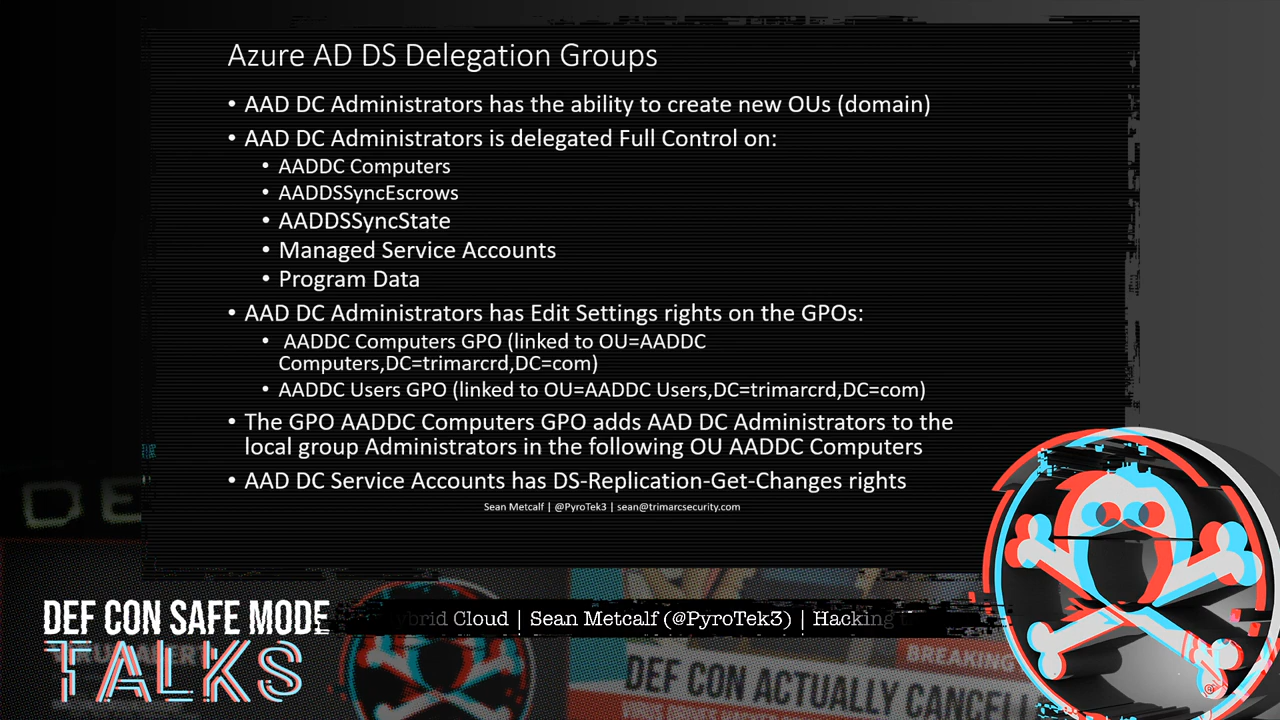 Azure AD DS Delegation Groups
• AAD DC Administrators has the ability to create new OUs (domain)
• AAD DC Administrators is delegated Full Control on:
• AADDC Computers
• AADDSSyncEscrows
• AADDSSyncState
• Managed Service Accounts
• Program Data
• AAD DC Administrators has Edit Settings rights on the GPOs:
• AADDC Computers GPO (linked to OU=AADDC
Computers,DC=trimarcrd,DC=com)
• AADDC Users GPO (linked to OU=AADDC Users,DC=trimarcrd,DC=com)
• The GPO AADDC Computers GPO adds AAD DC Administrators to the
local group Administrators in the following OU AADDC Computers
• AAD DC Service Accounts has DS-Replication-Get-Changes rights
Sean Metcalf | @PyroTek3 | sean@trimarcsecurity.com
DEF CON SAFE MODE
TALKS
Cloud | Sean Metcalf (@PyroTek3) | Hacking
BREAKING
DEF CON ACTUALLY